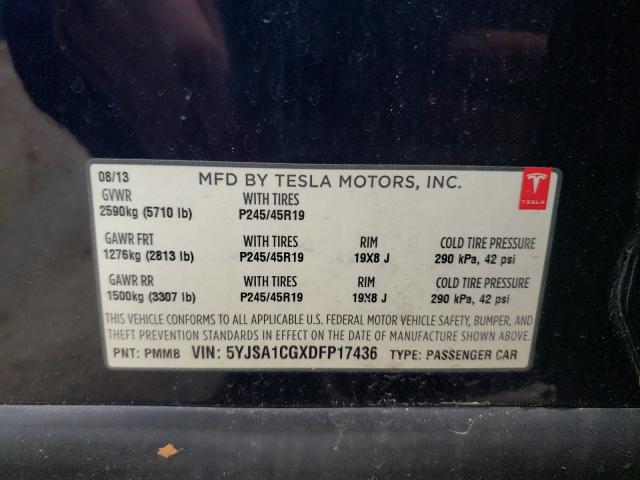 08/13 MFD BY TESLA MOTORS, INC.
GVWR WITH TIRES
2590kg (5710 lb) P245/45R19
TESLA
GAWR FRT WITH TIRES RIM COLD TIRE PRESSURE
1276kg (2813 lb) P245/45R19 19X8 J 290 kPa, 42 psi
GAWR RR WITH TIRES RIM COLD TIRE PRESSURE
1500kg (3307 lb) P245/45R19 19X8 J 290 kPa, 42 psi
THIS VEHICLE CONFORMS TO ALL APPLICABLE U.S. FEDERAL MOTOR VEHICLE SAFETY, BUMPER, AND
THEFT PREVENTION STANDARDS IN EFFECT ON THE DATE OF MANUFACTURE SHOWN ABOVE.
PNT: PMMB VIN: 5YJSA1CGXDFP17436 TYPE: PASSENGER CAR